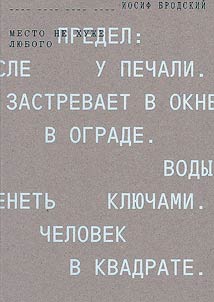 ИОСИФ БРОДСКИЙ
МЕСТО НЕ ХУЖЕ
ЛЮБОГО
ПРЕДЕЛ:
СЛЕ У ПЕЧАЛИ.
ЗАСТРЕВАЕТ В ОКНЕ
В ОГРАДЕ.
ВОДЫ
ЕНЕТЬ КЛЮЧАМИ.
ЧЕЛОВЕК
В КВАДРАТЕ.